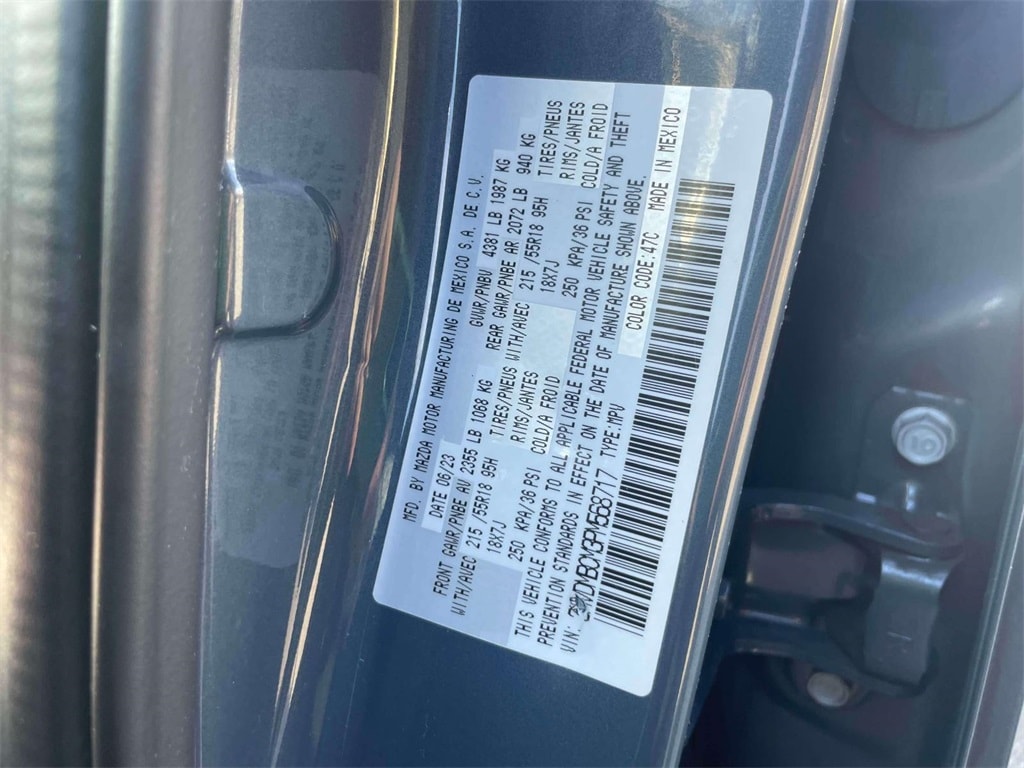 MFD. BY MAZDA MOTOR MANUFACTURING DE MEXICO S.A. DE C.V.
DATE 06/23 GVWR/PNBV 4381 LB 1987 KG
FRONT GAWR/PNBE AV 2355 LB 1068 KG REAR GAWR/PNBE AR 2072 LB 940 KG
WITH/AVEC 215 /55R18 95H TIRES/PNEUS WITH/AVEC 215 /55R18 95H TIRES/PNEUS
18X7J RIMS/JANTES 18X7J RIMS/JANTES
250 KPA/36 PSI COLD/A FROID 250 KPA/36 PSI COLD/A FROID
THIS VEHICLE CONFORMS TO ALL APPLICABLE FEDERAL MOTOR VEHICLE SAFETY AND THEFT
PREVENTION STANDARDS IN EFFECT ON THE DATE OF MANUFACTURE SHOWN ABOVE.
VIN: TYPE:MPV COLOR CODE:47C MADE IN MEXICO